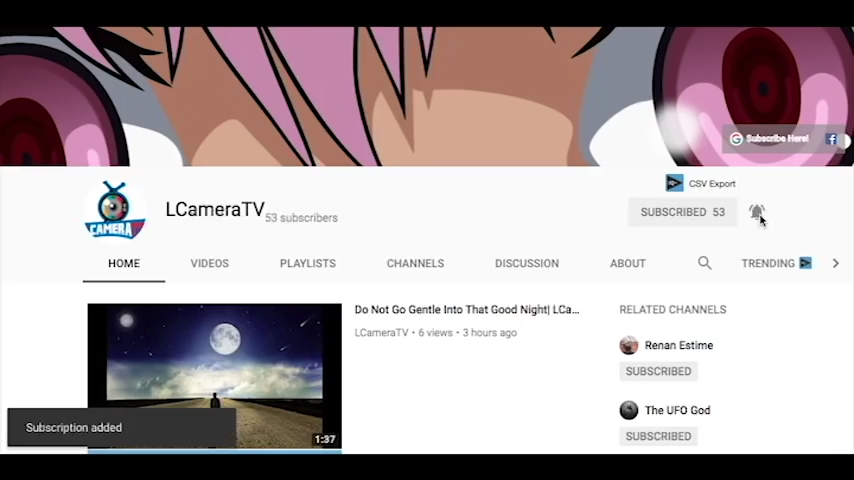 Subscribe Here!
CSV Export
CAMERA
LCameraTV
53 subscribers
SUBSCRIBED 53
HOME
VIDEOS
PLAYLISTS
CHANNELS
DISCUSSION
ABOUT
TRENDING
Do Not Go Gentle Into That Good Night| LCa...
LCameraTV • 6 views • 3 hours ago
1:37
RELATED CHANNELS
Renan Estime
SUBSCRIBED
The UFO God
SUBSCRIBED
Subscription added